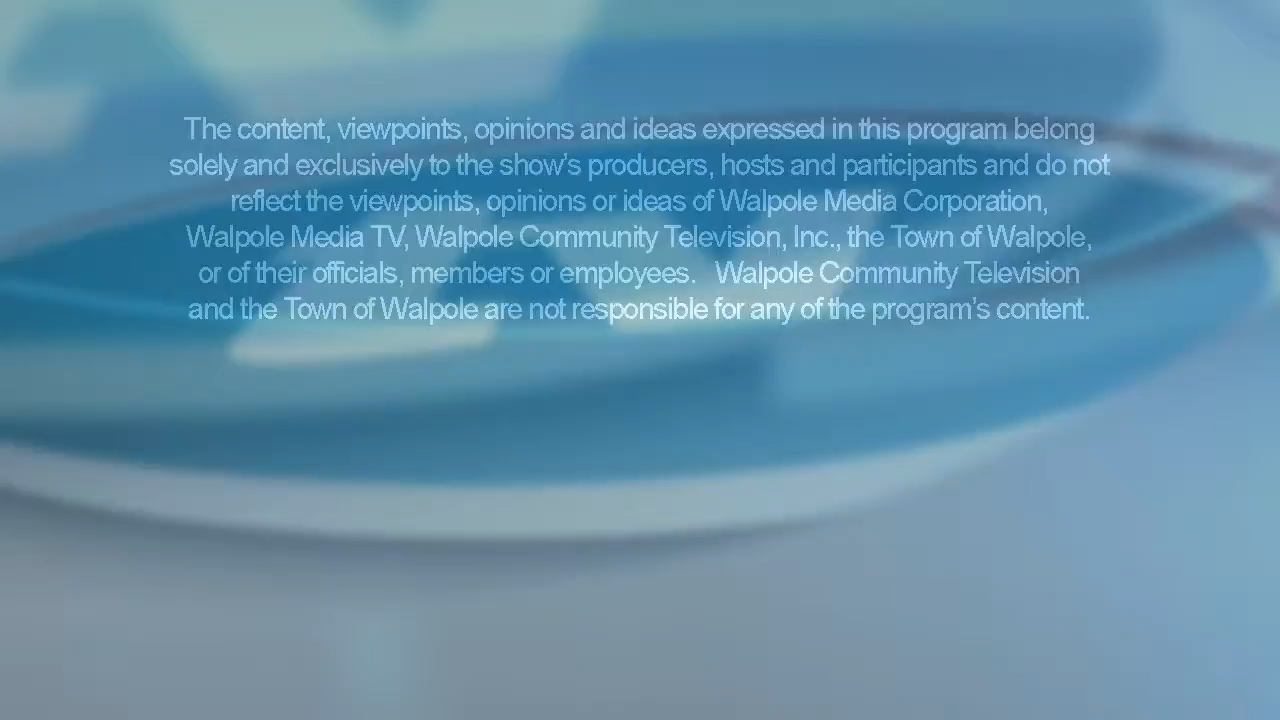 The content, viewpoints, opinions and ideas expressed in this program belong
solely and exclusively to the show's producers, hosts and participants and do not
reflect the viewpoints, opinions or ideas of Walpole Media Corporation,
Walpole Media TV, Walpole Community Television, Inc., the Town of Walpole,
or of their officials, members or employees.   Walpole Community Television
and the Town of Walpole are not responsible for any of the program's content.